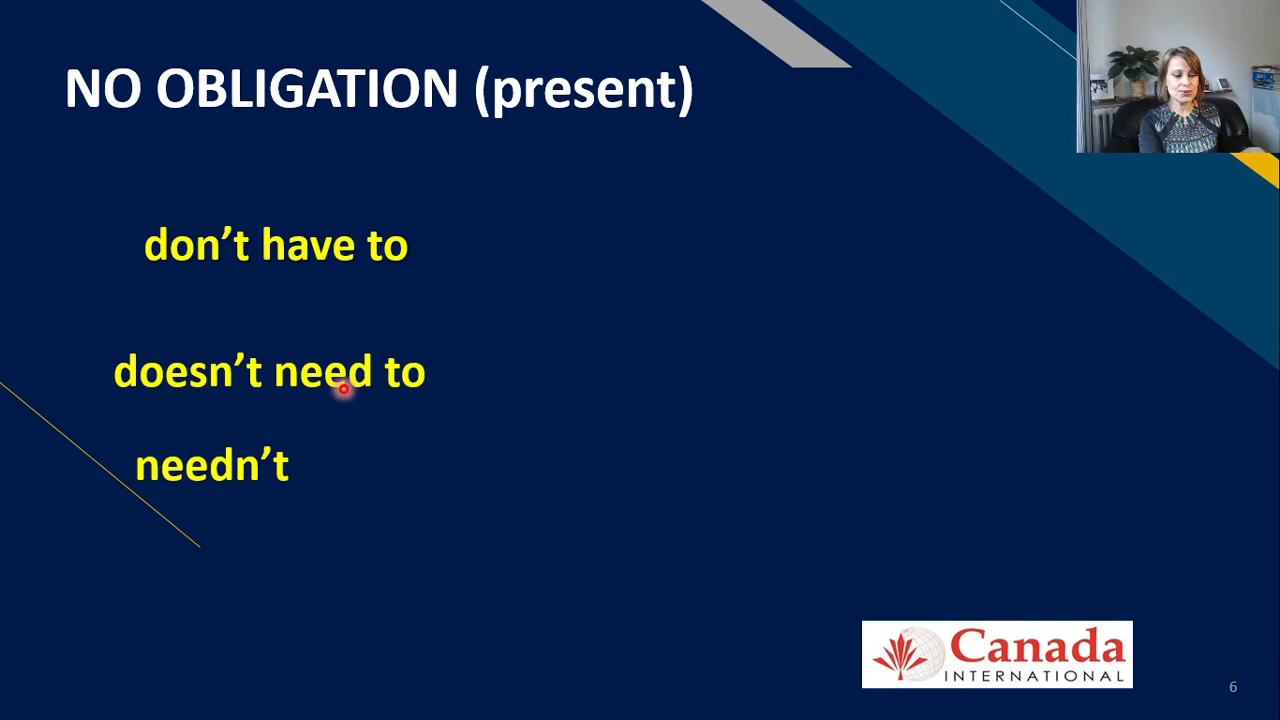 NO OBLIGATION (present)
don’t have to
doesn’t need to
needn’t
Canada
INTERNATIONAL
6